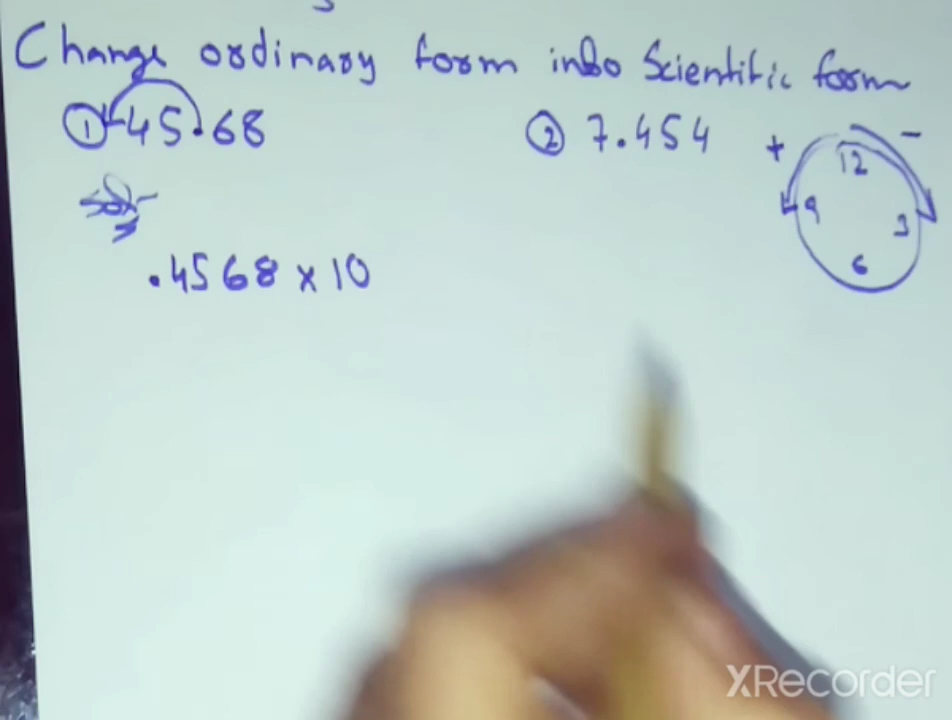 Change ordinary form into Scientific form
① 45.68 ② 7.454
+ 12 -
9 3
6
Sol:-
.4568 × 10
XRecorder